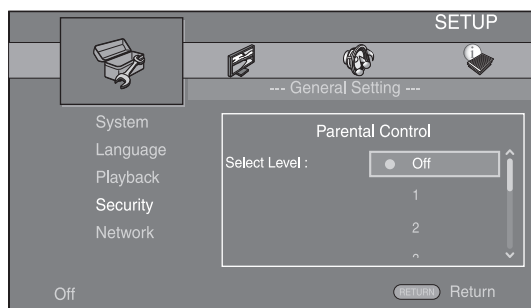 SETUP
--- General Setting ---
System
Language
Playback
Security
Network
Parental Control
Select Level :
Off
1
2
Off
RETURN Return